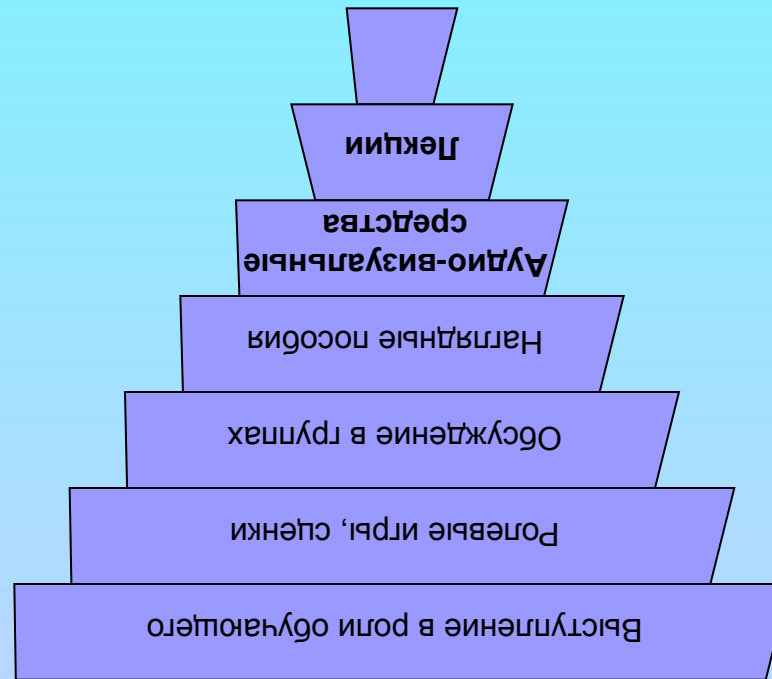 Выступление в роли обучающего
Ролевые игры, сценки
Обсуждение в группах
Наглядные пособия
Аудио-визуальные
средства
Лекции